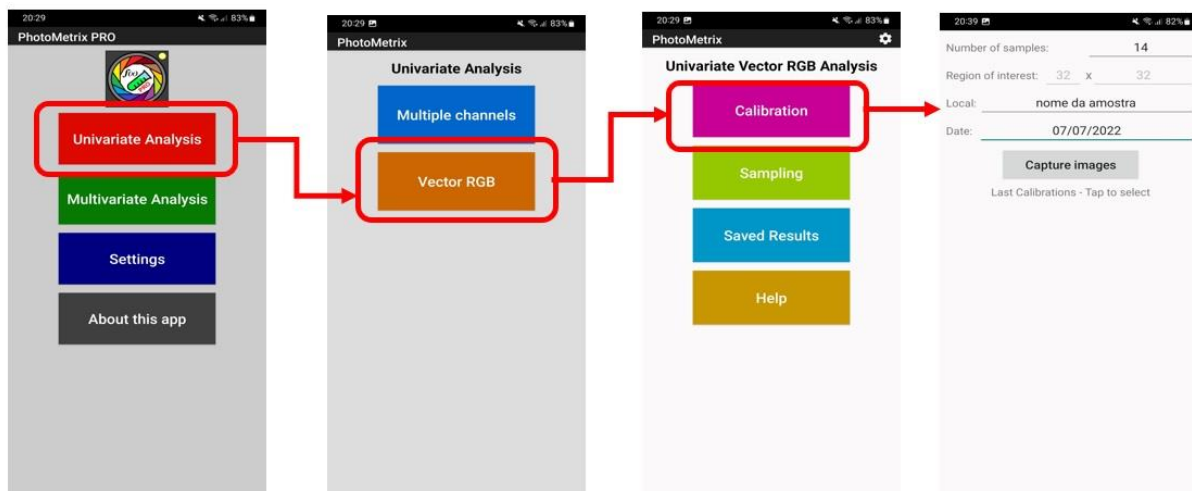 20:29 83%
PhotoMetrix PRO
f(x)
PRO
Univariate Analysis
Multivariate Analysis
Settings
About this app
20:29 83%
PhotoMetrix
Univariate Analysis
Multiple channels
Vector RGB
20:29 83%
PhotoMetrix
Univariate Vector RGB Analysis
Calibration
Sampling
Saved Results
Help
20:39 82%
Number of samples: 14
Region of interest: 32 x 32
Local: nome da amostra
Date: 07/07/2022
Capture images
Last Calibrations - Tap to select